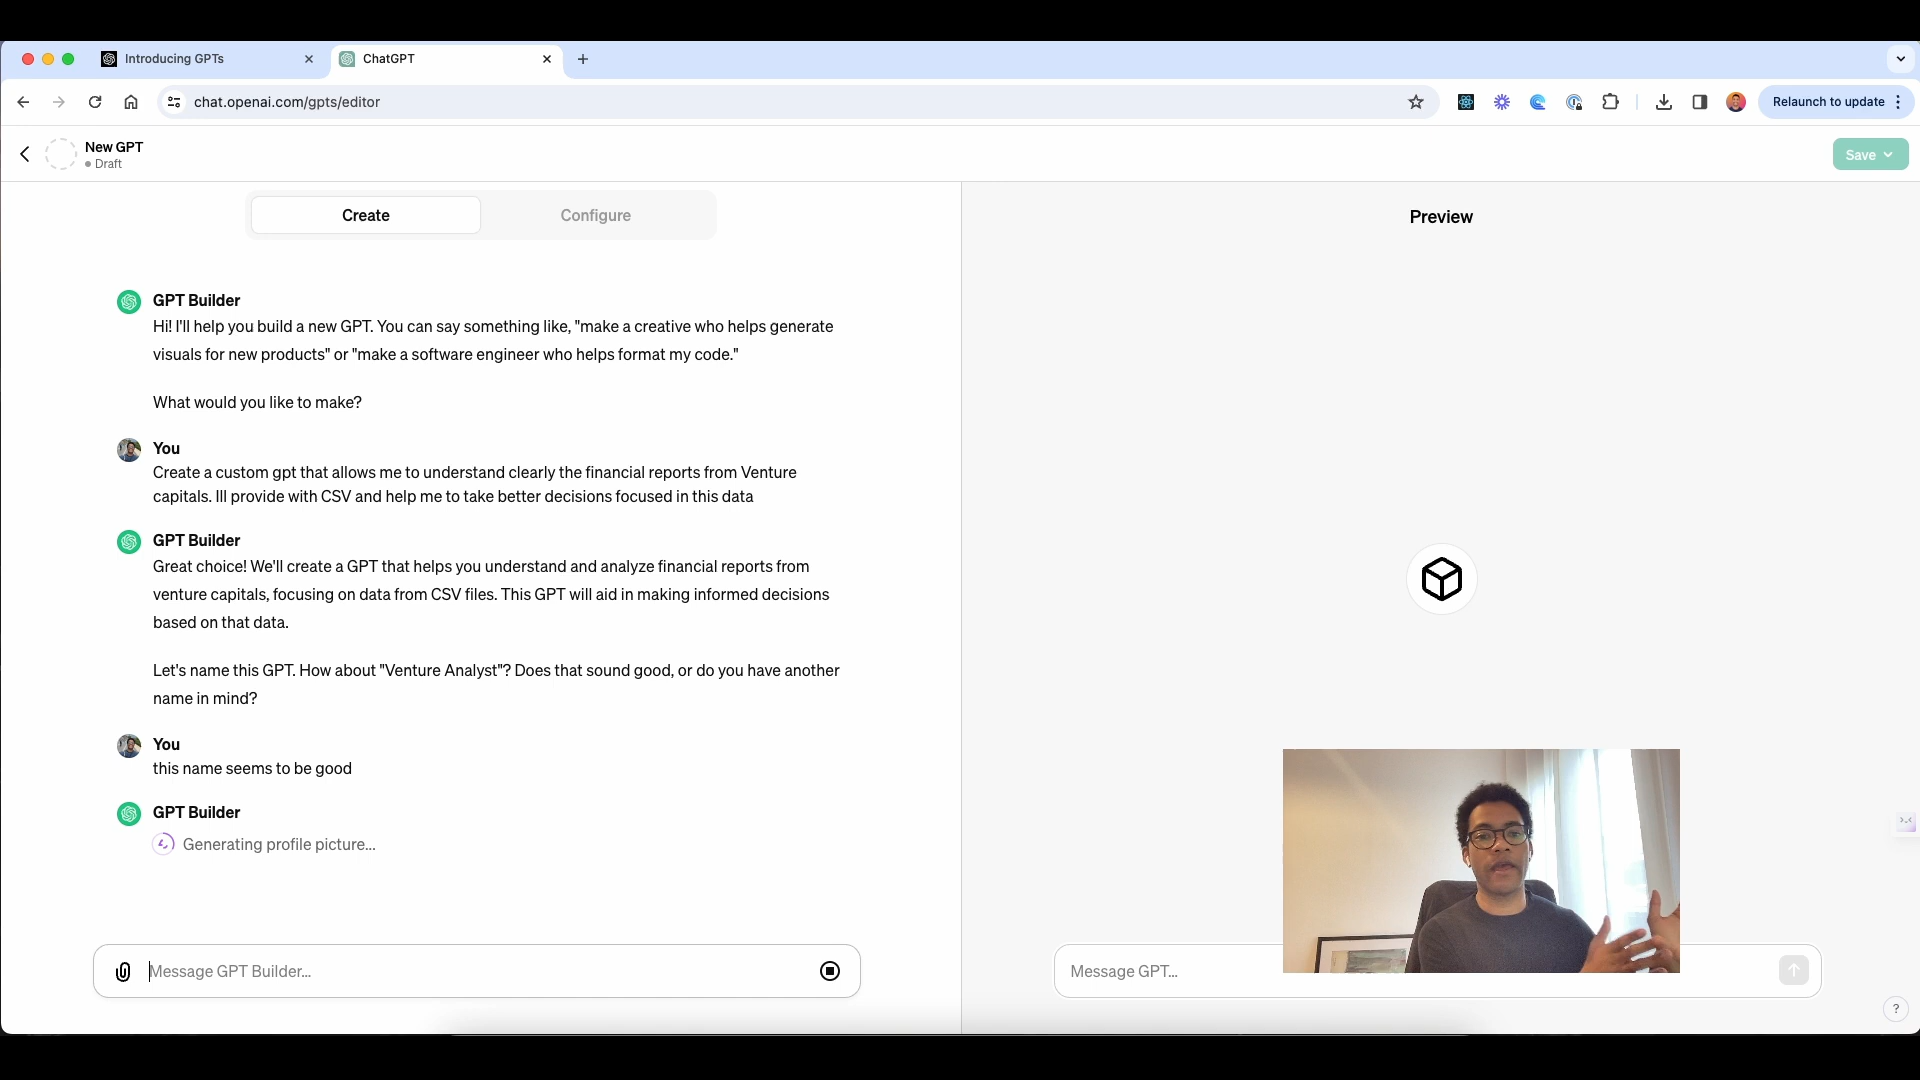 Introducing GPTs
ChatGPT
chat.openai.com/gpts/editor
Relaunch to update
New GPT
Draft
Save
Create
Configure
Preview
GPT Builder
Hi! I'll help you build a new GPT. You can say something like, "make a creative who helps generate
visuals for new products" or "make a software engineer who helps format my code."
What would you like to make?
You
Create a custom gpt that allows me to understand clearly the financial reports from Venture
capitals. Ill provide with CSV and help me to take better decisions focused in this data
GPT Builder
Great choice! We'll create a GPT that helps you understand and analyze financial reports from
venture capitals, focusing on data from CSV files. This GPT will aid in making informed decisions
based on that data.
Let's name this GPT. How about "Venture Analyst"? Does that sound good, or do you have another
name in mind?
You
this name seems to be good
GPT Builder
Generating profile picture...
Message GPT Builder...
Message GPT...
?